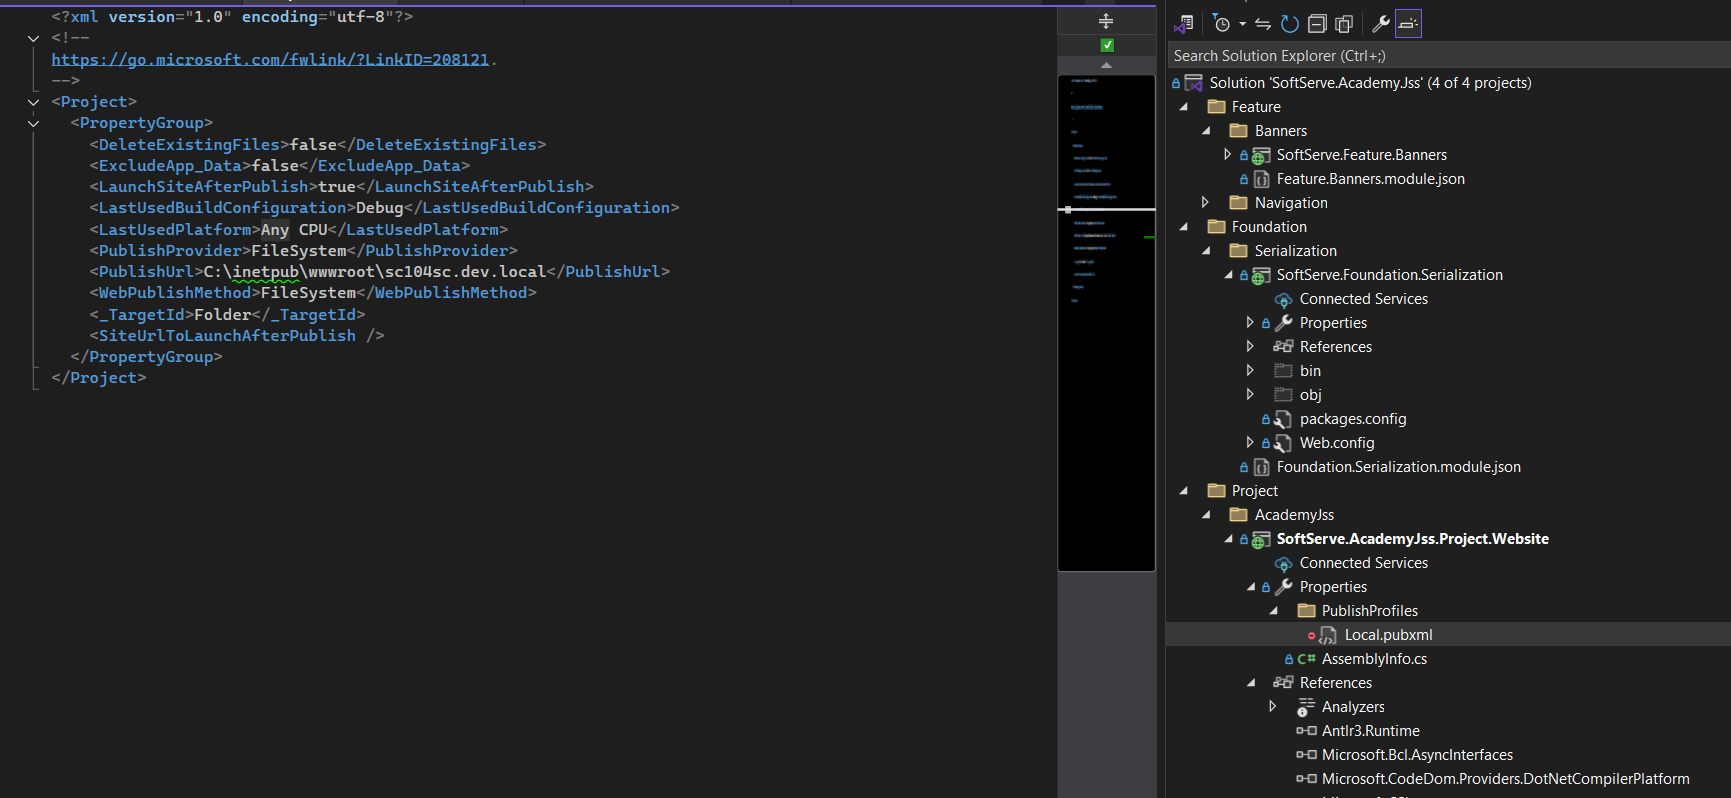 <?xml version="1.0" encoding="utf-8"?>
<!--
https://go.microsoft.com/fwlink/?LinkID=208121.
-->
<Project>
<PropertyGroup>
<DeleteExistingFiles>false</DeleteExistingFiles>
<ExcludeApp_Data>false</ExcludeApp_Data>
<LaunchSiteAfterPublish>true</LaunchSiteAfterPublish>
<LastUsedBuildConfiguration>Debug</LastUsedBuildConfiguration>
<LastUsedPlatform>Any CPU</LastUsedPlatform>
<PublishProvider>FileSystem</PublishProvider>
<PublishUrl>C:\inetpub\wwwroot\sc104sc.dev.local</PublishUrl>
<WebPublishMethod>FileSystem</WebPublishMethod>
<_TargetId>Folder</_TargetId>
<SiteUrlToLaunchAfterPublish />
</PropertyGroup>
</Project>
Search Solution Explorer (Ctrl+;)
Solution 'SoftServe.Academy.Jss' (4 of 4 projects)
Feature
Banners
SoftServe.Feature.Banners
Feature.Banners.module.json
Navigation
Foundation
Serialization
SoftServe.Foundation.Serialization
Connected Services
Properties
References
bin
obj
packages.config
Web.config
Foundation.Serialization.module.json
Project
AcademyJss
SoftServe.AcademyJss.Project.Website
Connected Services
Properties
PublishProfiles
Local.pubxml
C# AssemblyInfo.cs
References
Analyzers
Antlr3.Runtime
Microsoft.Bcl.AsyncInterfaces
Microsoft.CodeDom.Providers.DotNetCompilerPlatform